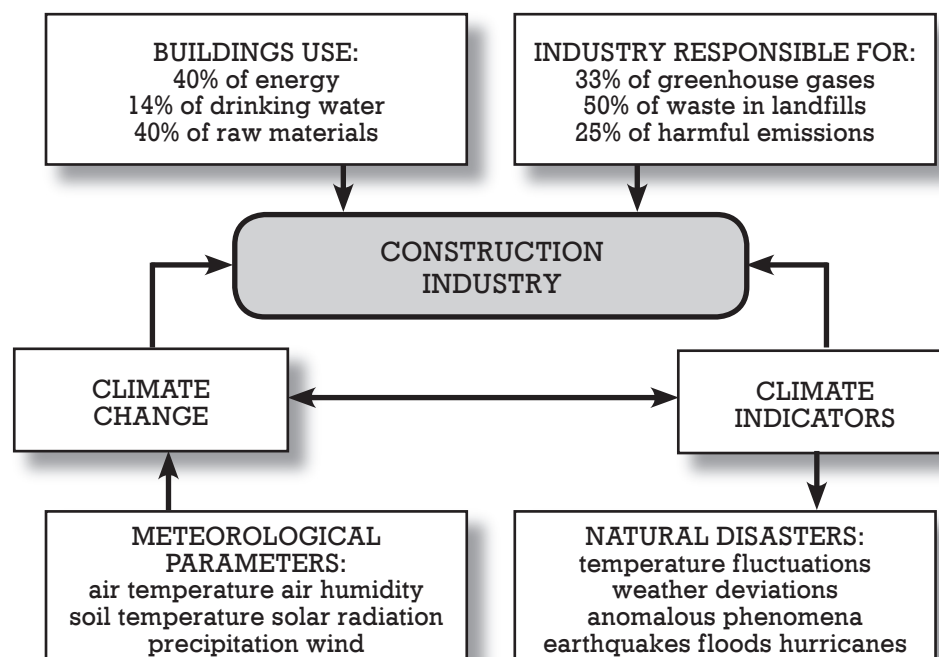 BUILDINGS USE:
40% of energy
14% of drinking water
40% of raw materials
INDUSTRY RESPONSIBLE FOR:
33% of greenhouse gases
50% of waste in landfills
25% of harmful emissions
CONSTRUCTION
INDUSTRY
CLIMATE
CHANGE
CLIMATE
INDICATORS
METEOROLOGICAL
PARAMETERS:
air temperature air humidity
soil temperature solar radiation
precipitation wind
NATURAL DISASTERS:
temperature fluctuations
weather deviations
anomalous phenomena
earthquakes floods hurricanes